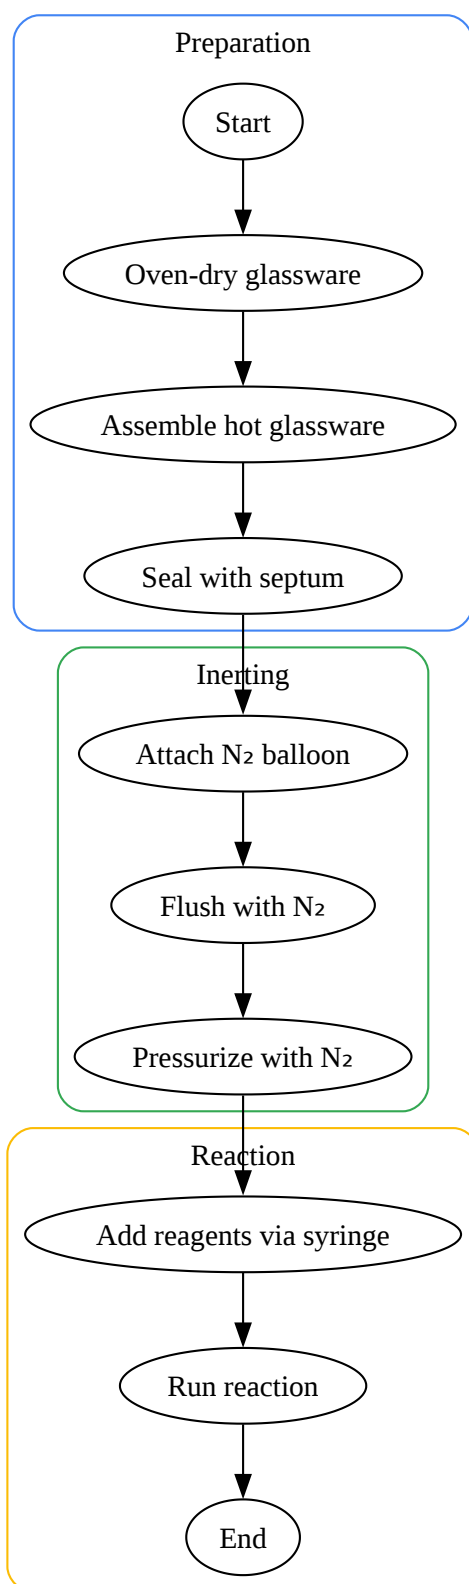 Preparation
Start
Oven-dry glassware
Assemble hot glassware
Seal with septum
Inerting
Attach N₂ balloon
Flush with N₂
Pressurize with N₂
Reaction
Add reagents via syringe
Run reaction
End